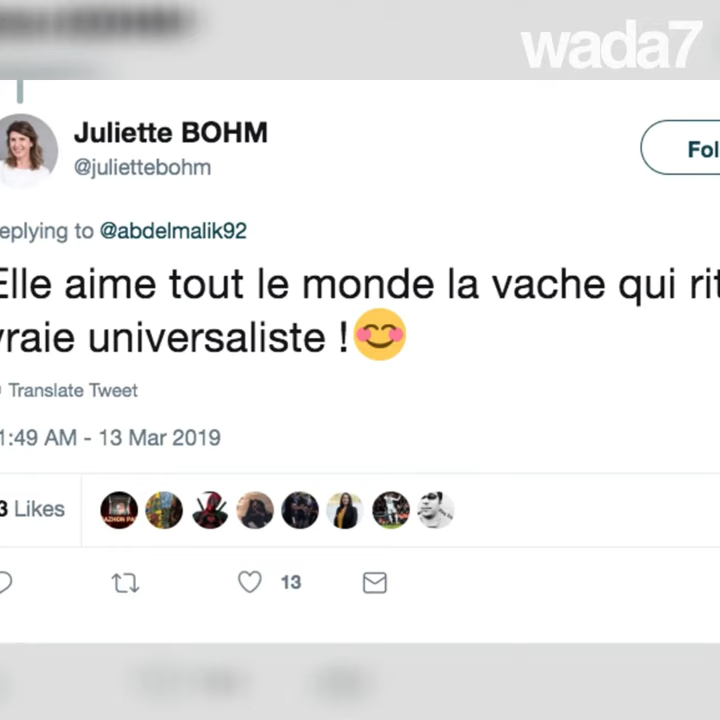 wada7
Juliette BOHM
@juliettebohm
Fol
eplying to @abdelmalik92
Elle aime tout le monde la vache qui rit
vraie universaliste !😊
Translate Tweet
1:49 AM - 13 Mar 2019
3 Likes
13